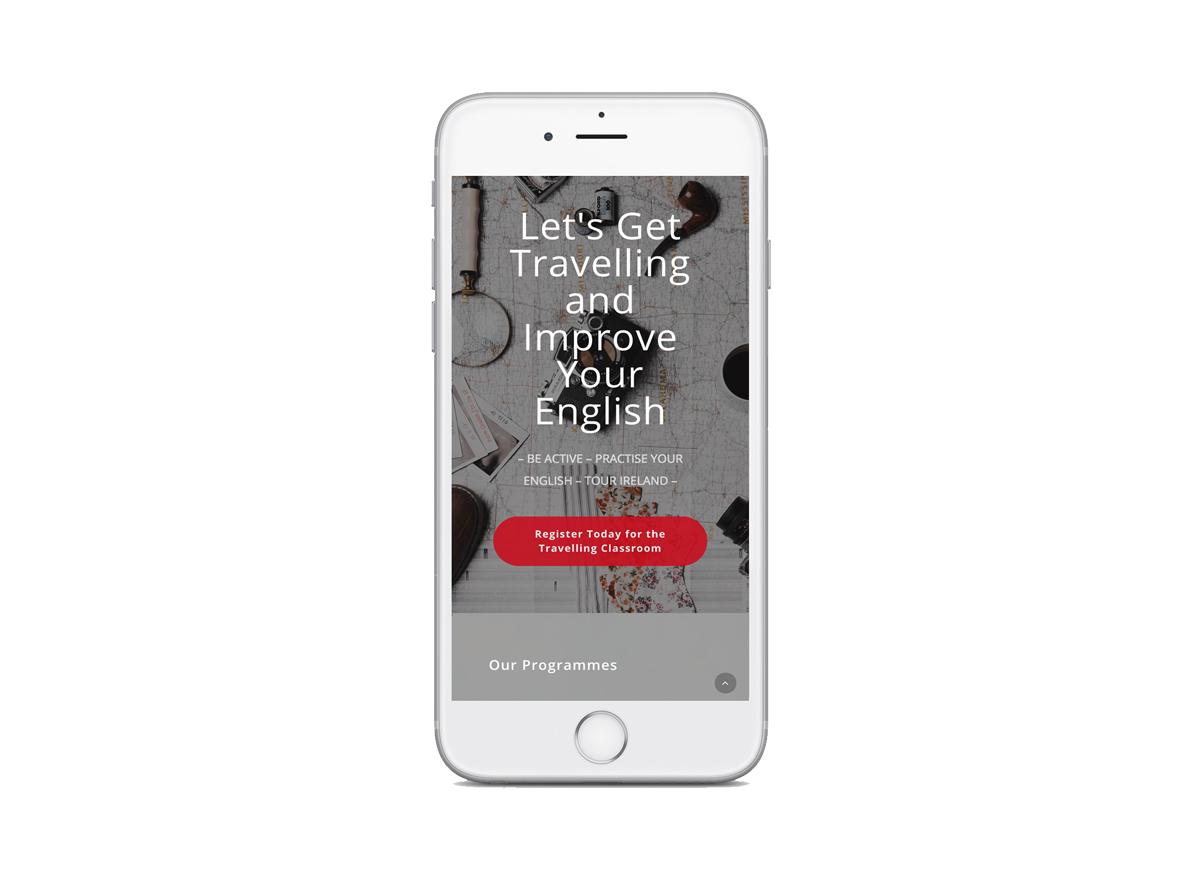 Let's Get
Travelling
and
Improve
Your
English
– BE ACTIVE – PRACTISE YOUR
ENGLISH – TOUR IRELAND –
Register Today for the
Travelling Classroom
Our Programmes